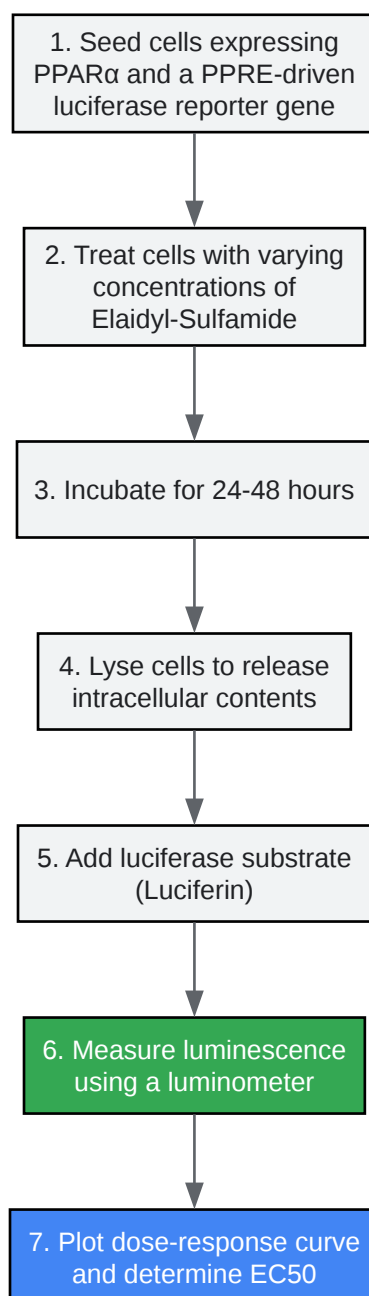 1. Seed cells expressing
PPARα and a PPRE-driven
luciferase reporter gene
2. Treat cells with varying
concentrations of
Elaidyl-Sulfamide
3. Incubate for 24-48 hours
4. Lyse cells to release
intracellular contents
5. Add luciferase substrate
(Luciferin)
6. Measure luminescence
using a luminometer
7. Plot dose-response curve
and determine EC50